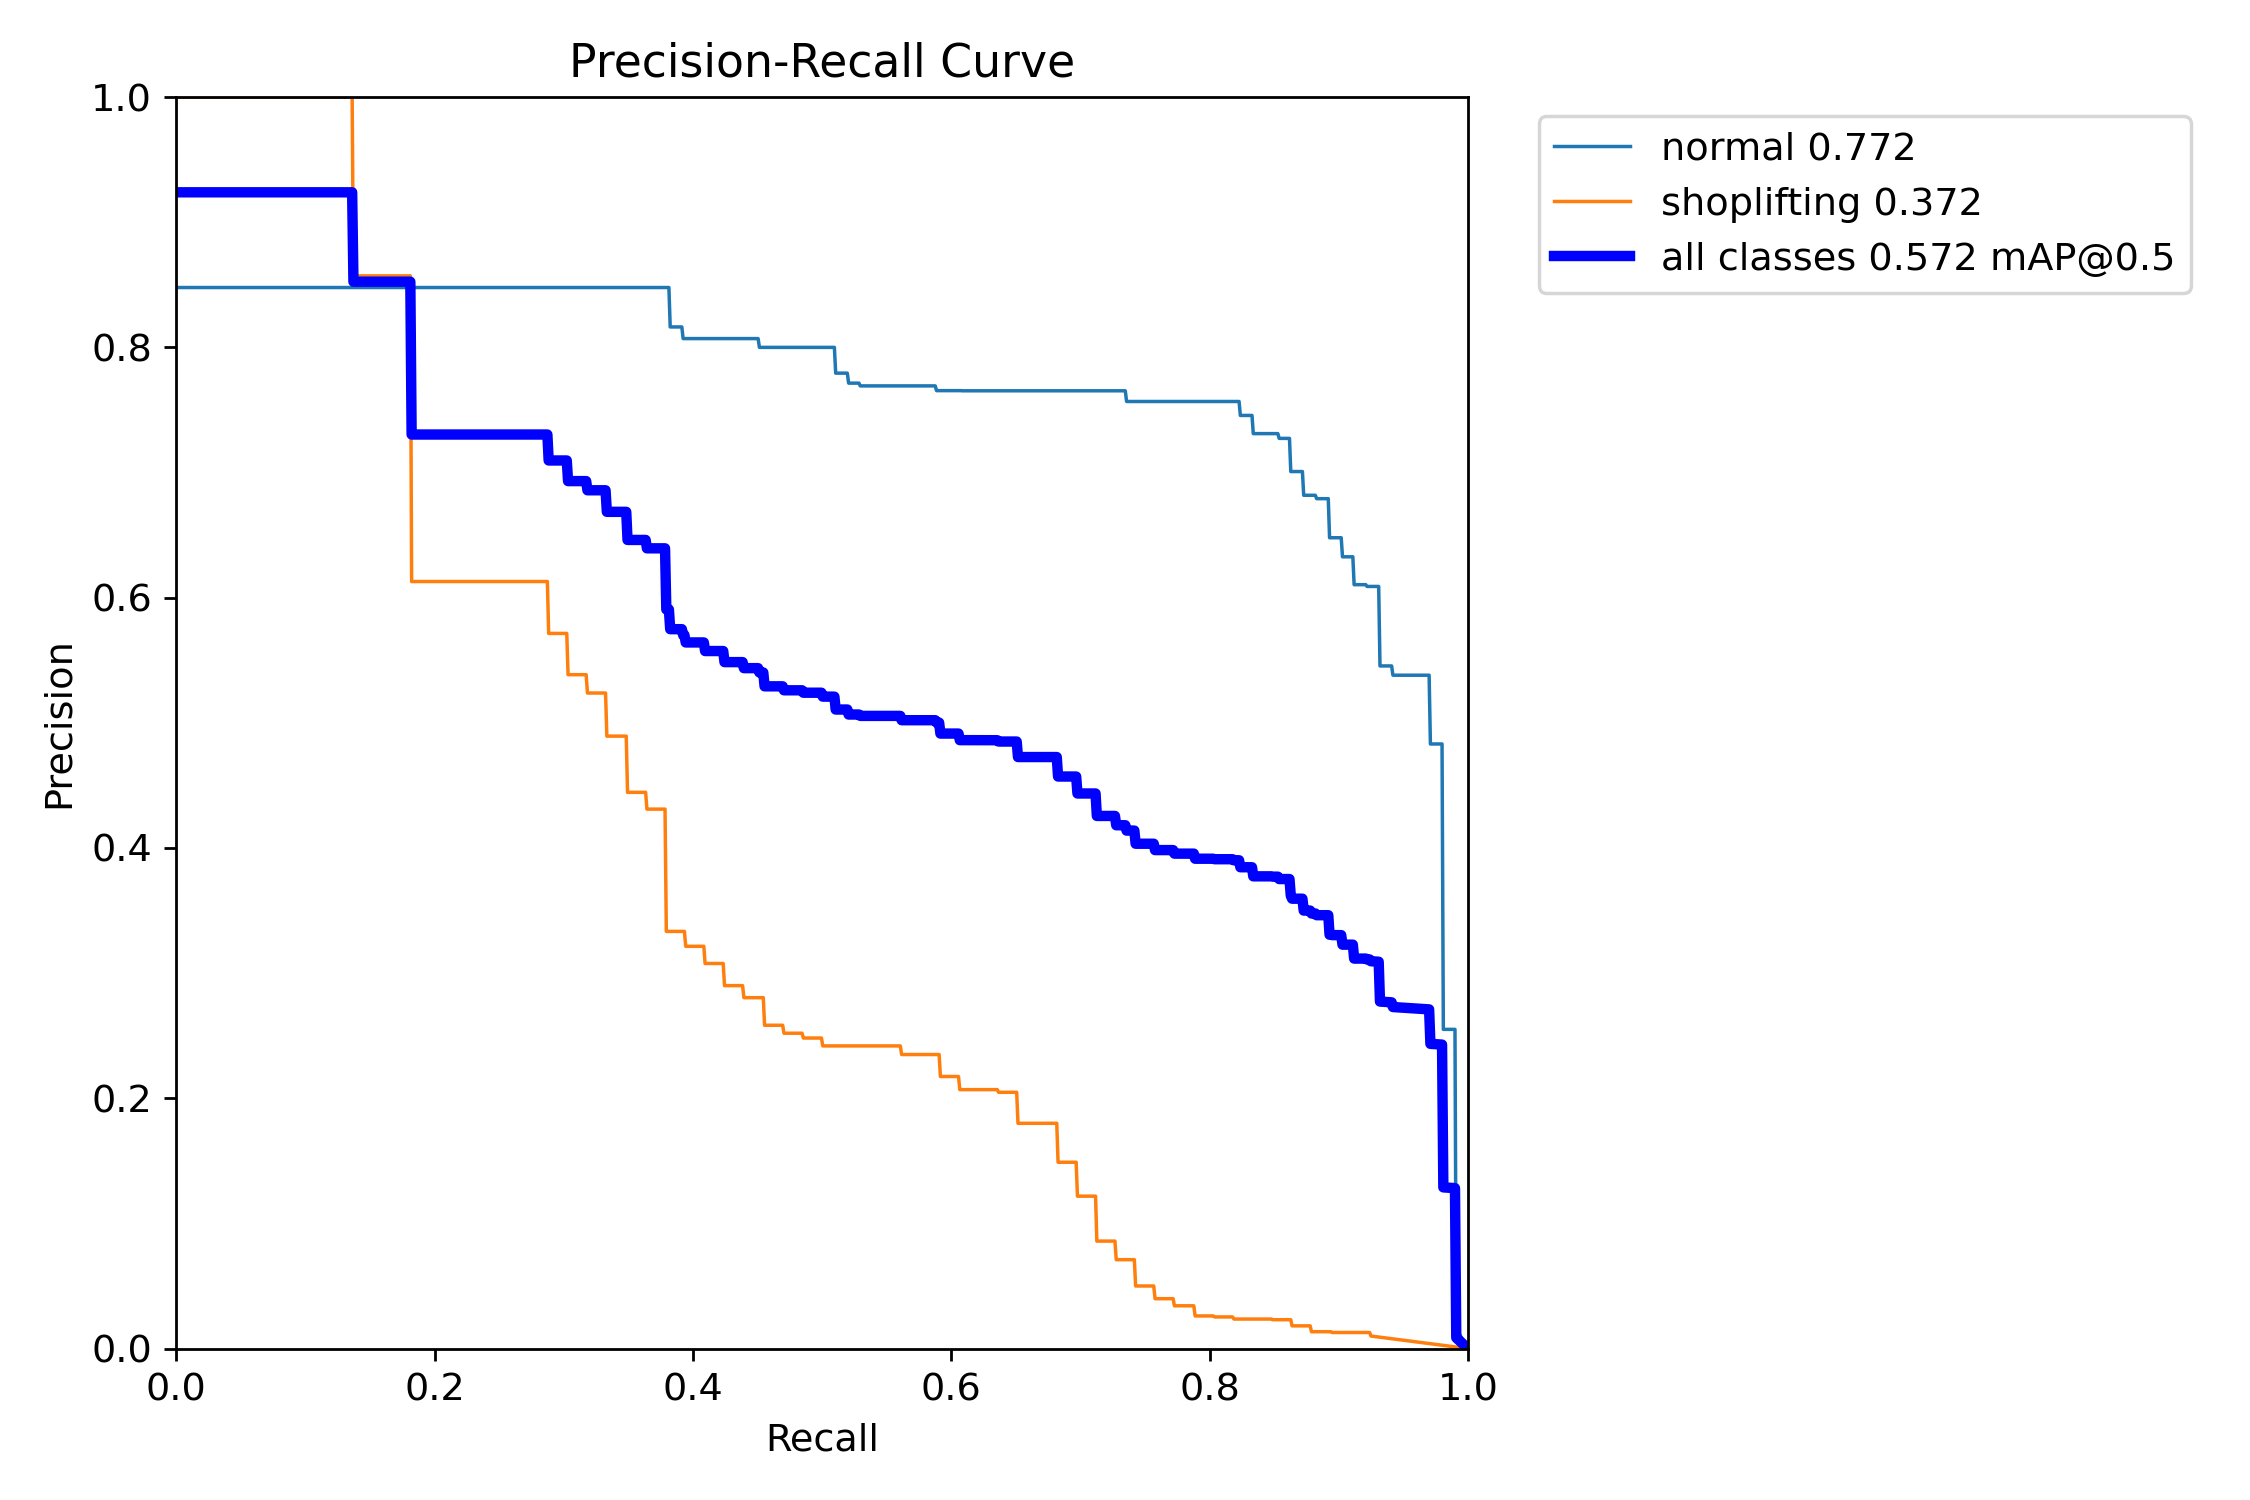 Precision-Recall Curve
1.0
0.8
0.6
0.4
0.2
0.0
Precision
0.0 0.2 0.4 0.6 0.8 1.0
Recall
normal 0.772
shoplifting 0.372
all classes 0.572 mAP@0.5